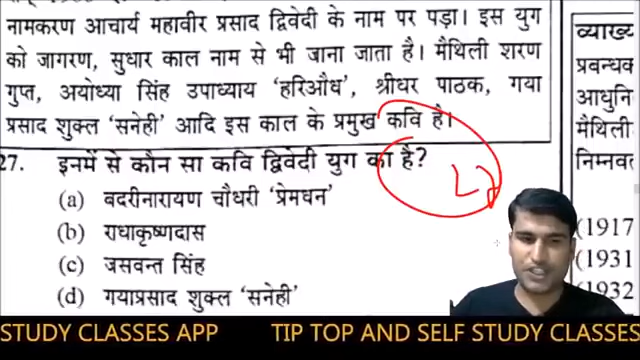 नामकरण आचार्य महावीर प्रसाद द्विवेदी के नाम पर पड़ा। इस युग
को जागरण, सुधार काल नाम से भी जाना जाता है। मैथिली शरण
गुप्त, अयोध्या सिंह उपाध्याय 'हरिऔध', श्रीधर पाठक, गया
प्रसाद शुक्ल 'सनेही' आदि इस काल के प्रमुख कवि है।
27. इनमें से कौन सा कवि द्विवेदी युग का है?
(a) बदरीनारायण चौधरी 'प्रेमधन'
(b) राधाकृष्णदास
(c) जसवन्त सिंह
(d) गयाप्रसाद शुक्ल 'सनेही'
व्याख्य
प्रबन्धक
आधुनि
मैथिली
निम्नव
(1917
(1931
(1932
STUDY CLASSES APP TIP TOP AND SELF STUDY CLASSES